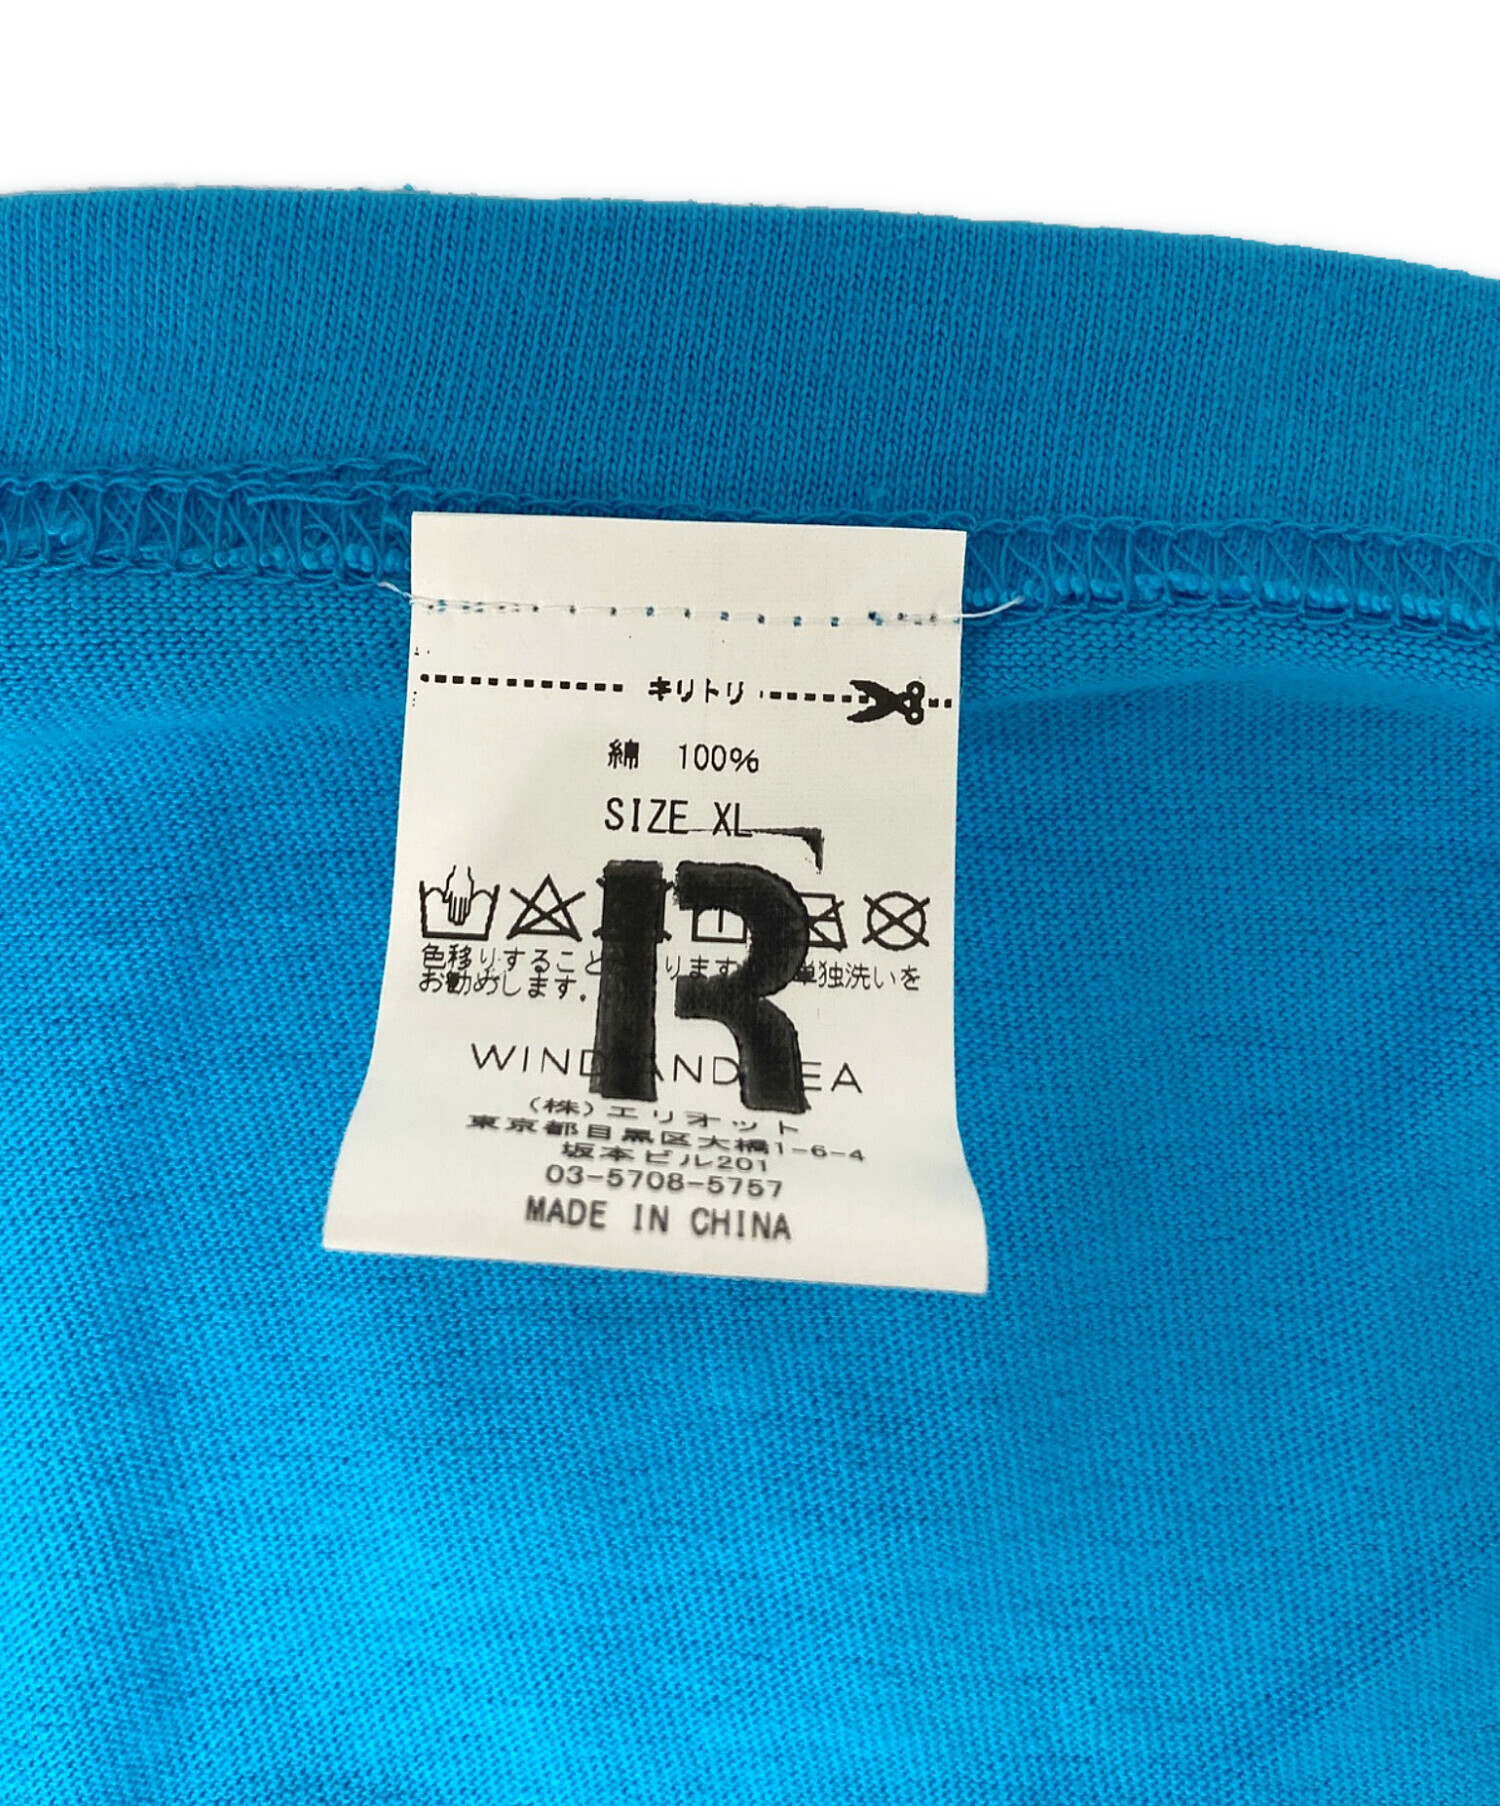 キリトリ
綿 100%
SIZE XL
R
色移りすること ります 単独洗いを
お勧めします.
WIND AND SEA
(株)エリオット
東京都目黒区大橋1-6-4
坂本ビル201
03-5708-5757
MADE IN CHINA